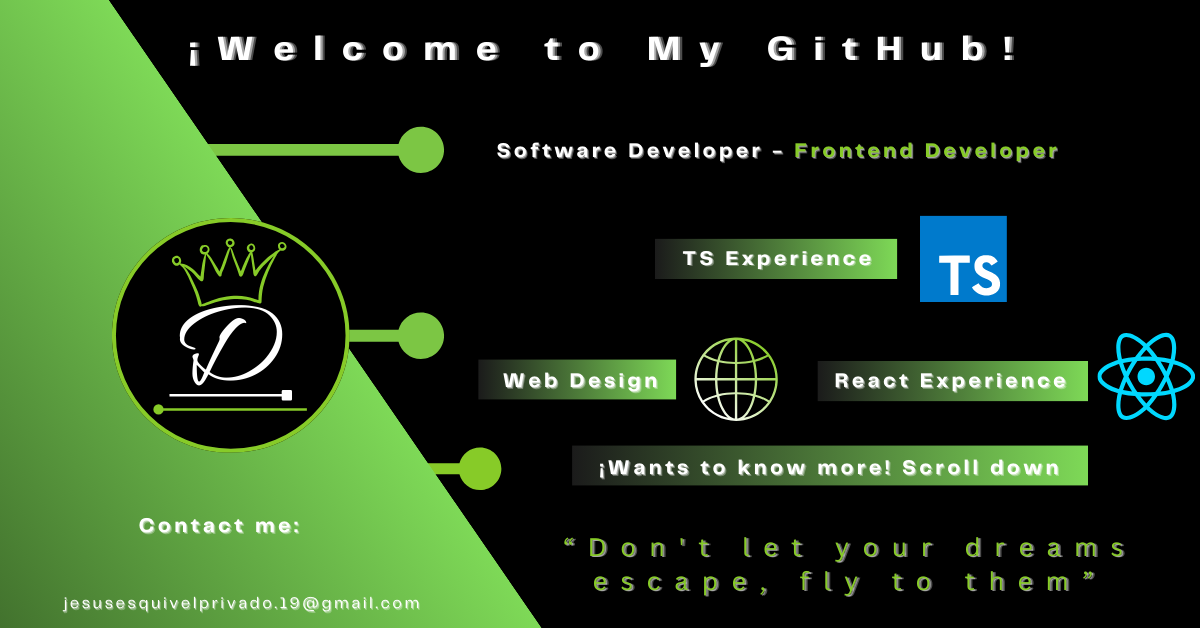 ¡Welcome to My GitHub!
Software Developer – Frontend Developer
TS Experience
TS
D
Web Design
React Experience
¡Wants to know more! Scroll down
Contact me:
“Don't let your dreams
escape, fly to them”
jesusesquivelprivado.19@gmail.com